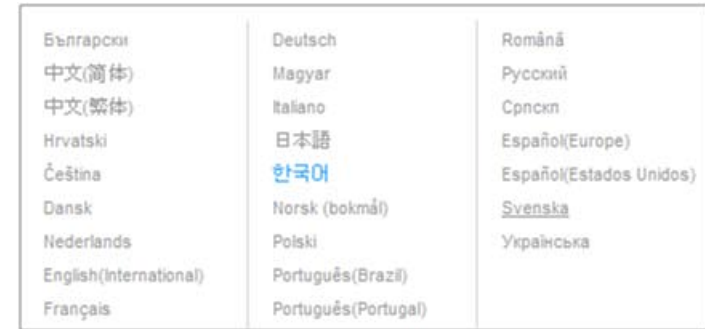 Български
中文(简体)
中文(繁体)
Hrvatski
Čeština
Dansk
Nederlands
English(International)
Français
Deutsch
Magyar
Italiano
日本語
한국어
Norsk (bokmål)
Polski
Português(Brazil)
Português(Portugal)
Română
Русский
Српскп
Español(Europe)
Español(Estados Unidos)
Svenska
Українська